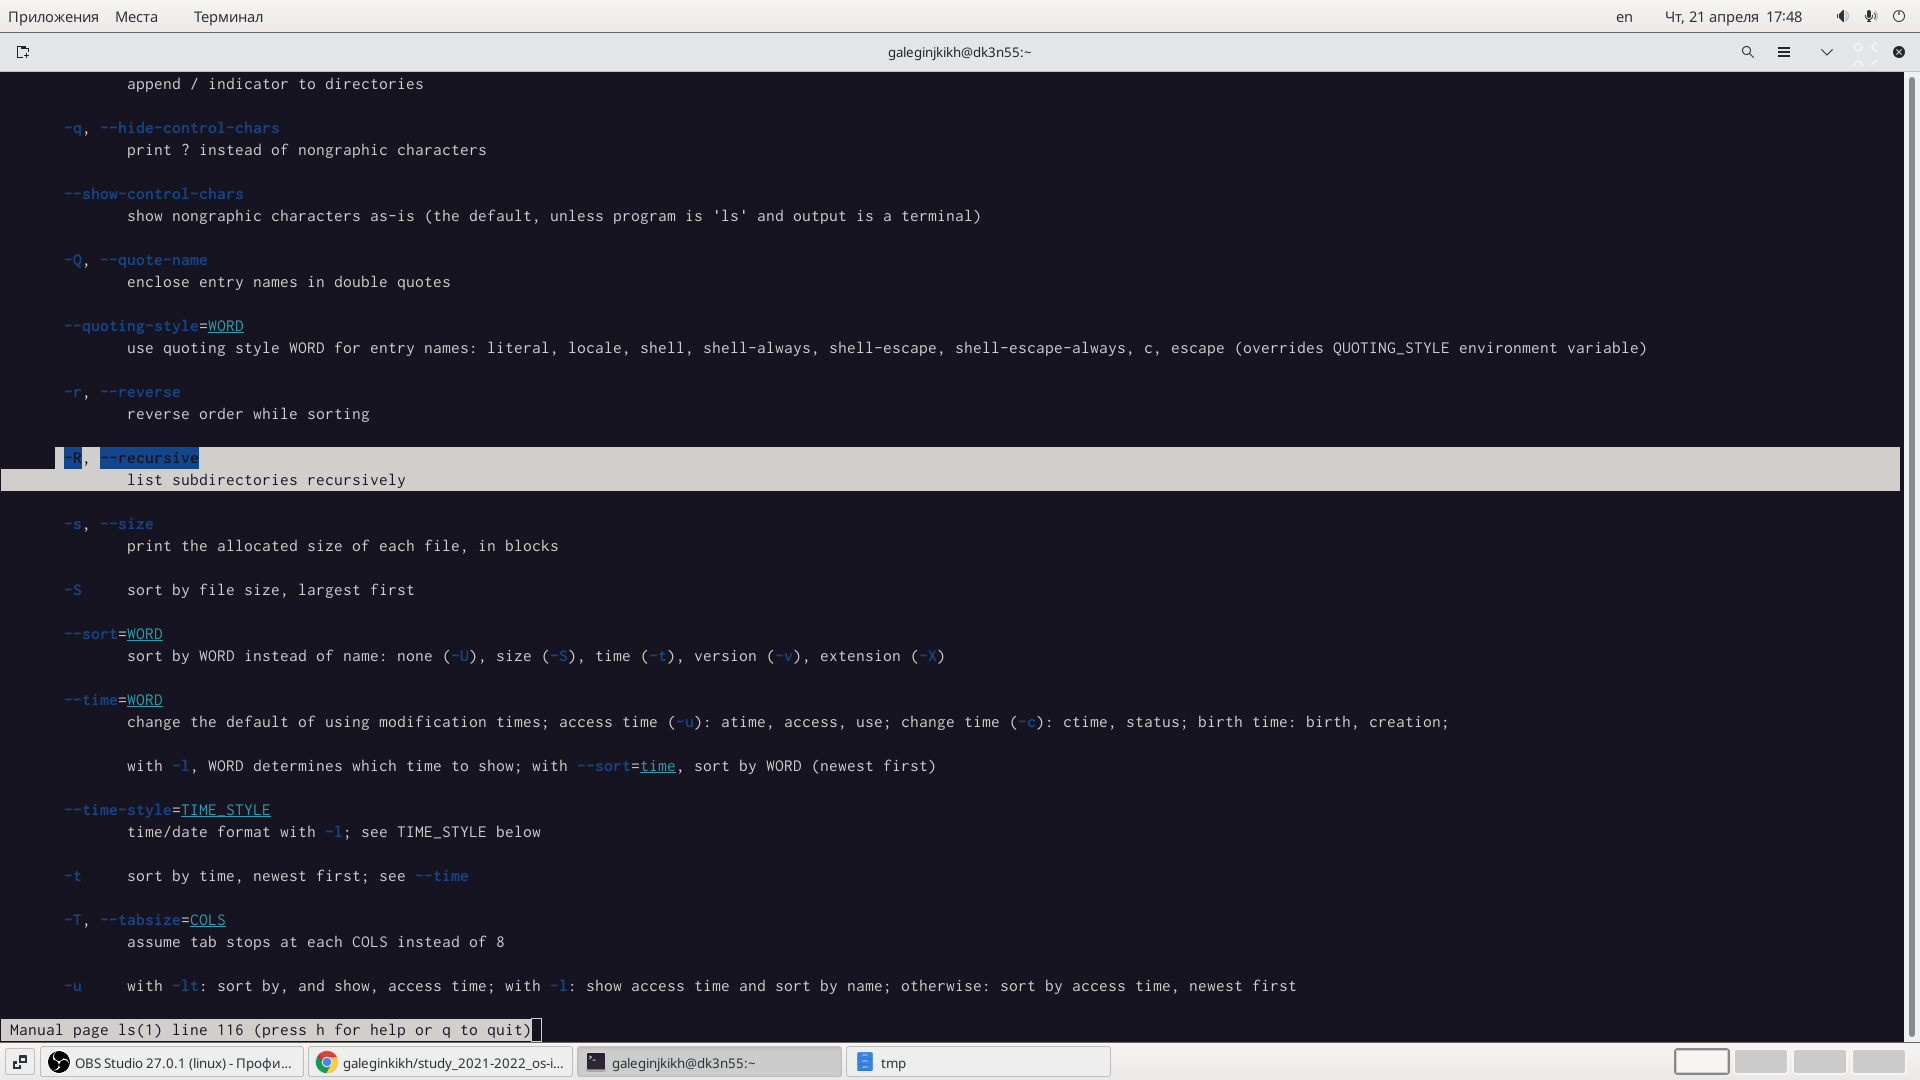 Приложения Места Терминал en Чт, 21 апреля 17:48
galeginjkikh@dk3n55:~
append / indicator to directories
-q, --hide-control-chars
print ? instead of nongraphic characters
--show-control-chars
show nongraphic characters as-is (the default, unless program is 'ls' and output is a terminal)
-Q, --quote-name
enclose entry names in double quotes
--quoting-style=WORD
use quoting style WORD for entry names: literal, locale, shell, shell-always, shell-escape, shell-escape-always, c, escape (overrides QUOTING_STYLE environment variable)
-r, --reverse
reverse order while sorting
-R, --recursive
list subdirectories recursively
-s, --size
print the allocated size of each file, in blocks
-S sort by file size, largest first
--sort=WORD
sort by WORD instead of name: none (-U), size (-S), time (-t), version (-v), extension (-X)
--time=WORD
change the default of using modification times; access time (-u): atime, access, use; change time (-c): ctime, status; birth time: birth, creation;
with -l, WORD determines which time to show; with --sort=time, sort by WORD (newest first)
--time-style=TIME_STYLE
time/date format with -l; see TIME_STYLE below
-t sort by time, newest first; see --time
-T, --tabsize=COLS
assume tab stops at each COLS instead of 8
-u with -lt: sort by, and show, access time; with -l: show access time and sort by name; otherwise: sort by access time, newest first
Manual page ls(1) line 116 (press h for help or q to quit)
OBS Studio 27.0.1 (linux) - Профи... galeginkikh/study_2021-2022_os-i... galeginjkikh@dk3n55:~ tmp